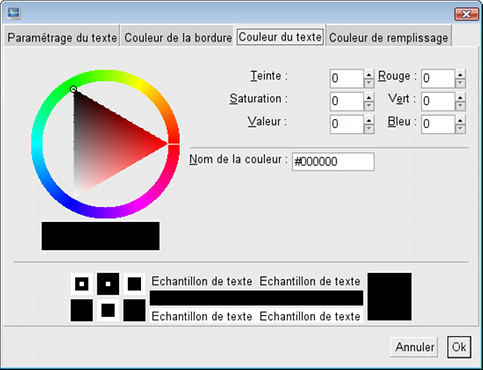 Paramétrage du texte Couleur de la bordure Couleur du texte Couleur de remplissage
Teinte : 0 Rouge : 0
Saturation : 0 Vert : 0
Valeur : 0 Bleu : 0
Nom de la couleur : #000000
Echantillon de texte Echantillon de texte
Echantillon de texte Echantillon de texte
Annuler Ok